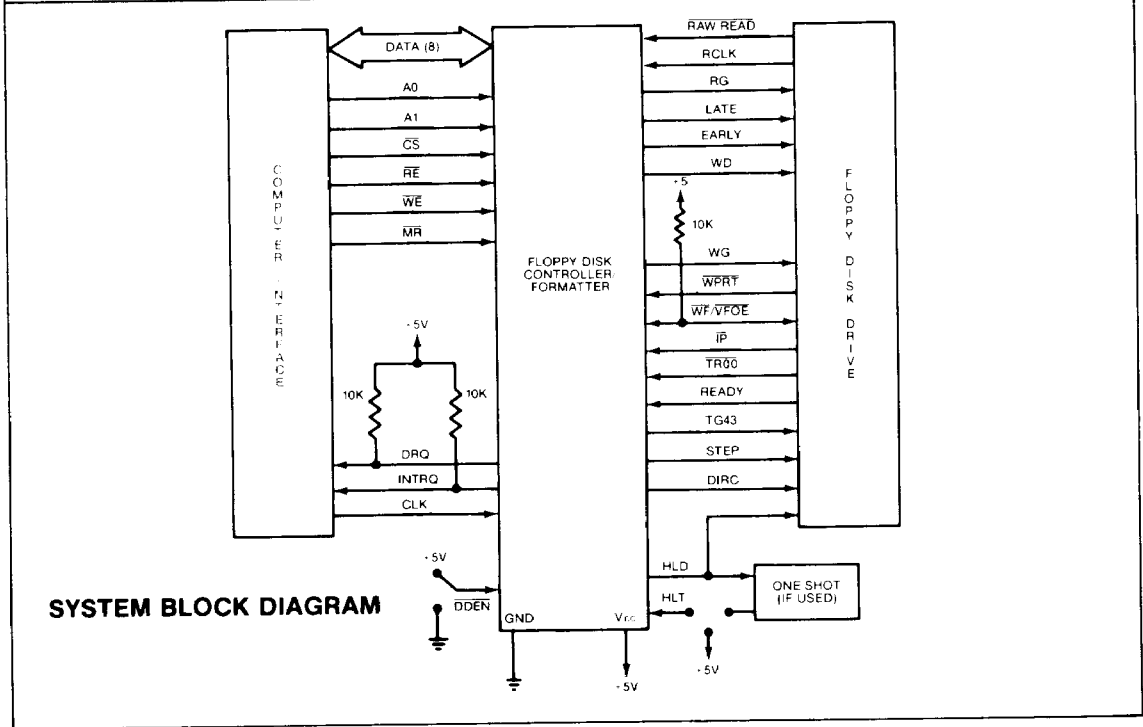 RAW READ
DATA (8)
RCLK
A0
RG
A1
LATE
CS
EARLY
RE
WD
WE
+5
10K
MR
COMPUTER INTERFACE
FLOPPY DISK
CONTROLLER/
FORMATTER
FLOPPY DISK DRIVE
WG
WPRT
WF/VFOE
IP
TR00
READY
TG43
STEP
DIRC
+5V
10K
10K
DRQ
INTRQ
CLK
+5V
DDEN
HLD
HLT
ONE SHOT
(IF USED)
+5V
GND
Vcc
+5V
SYSTEM BLOCK DIAGRAM